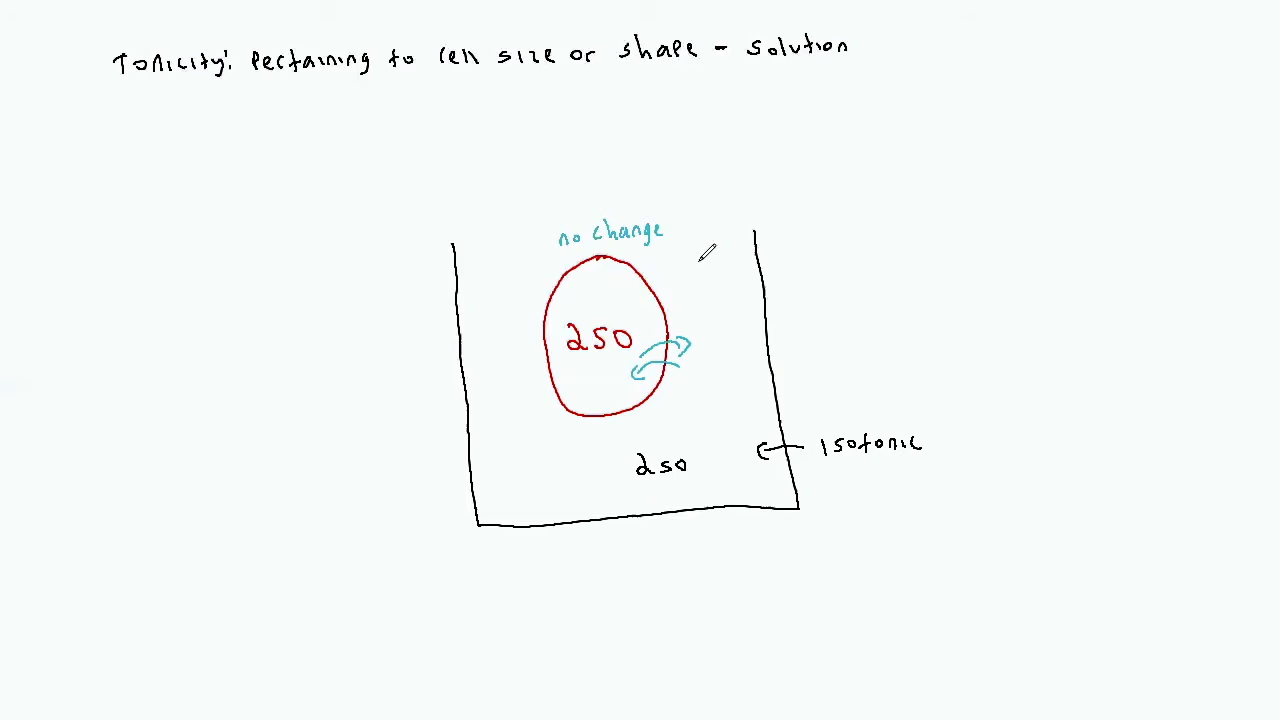 Tonicity: Pertaining to cell size or shape - solution
no change
250
250
Isotonic